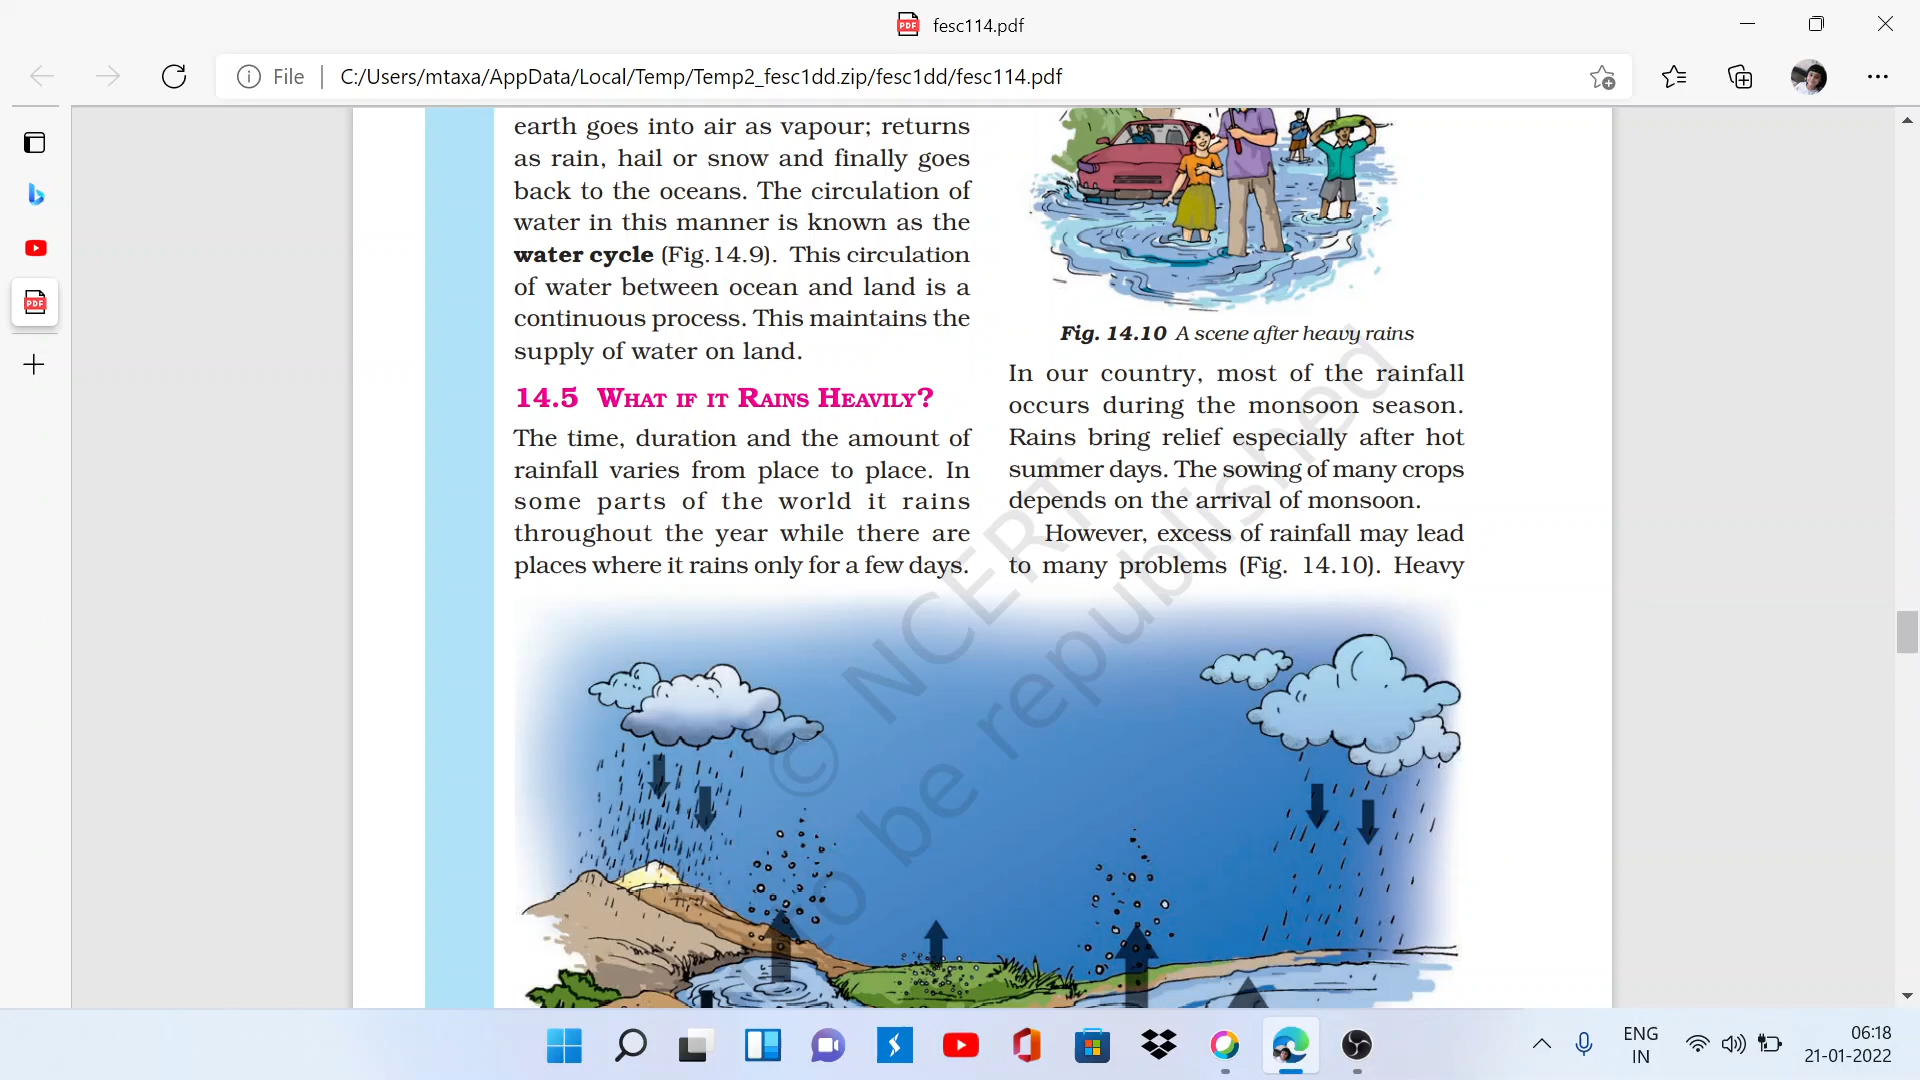 fesc114.pdf
File
C:/Users/mtaxa/AppData/Local/Temp/Temp2_fesc1dd.zip/fesc1dd/fesc114.pdf
earth goes into air as vapour; returns
as rain, hail or snow and finally goes
back to the oceans. The circulation of
water in this manner is known as the
water cycle (Fig.14.9). This circulation
of water between ocean and land is a
continuous process. This maintains the
supply of water on land.
14.5 WHAT IF IT RAINS HEAVILY?
The time, duration and the amount of
rainfall varies from place to place. In
some parts of the world it rains
throughout the year while there are
places where it rains only for a few days.
Fig. 14.10 A scene after heavy rains
In our country, most of the rainfall
occurs during the monsoon season.
Rains bring relief especially after hot
summer days. The sowing of many crops
depends on the arrival of monsoon.
However, excess of rainfall may lead
to many problems (Fig. 14.10). Heavy
© NCERT
to be republished
PDF
PDF
ENG
IN
06:18
21-01-2022